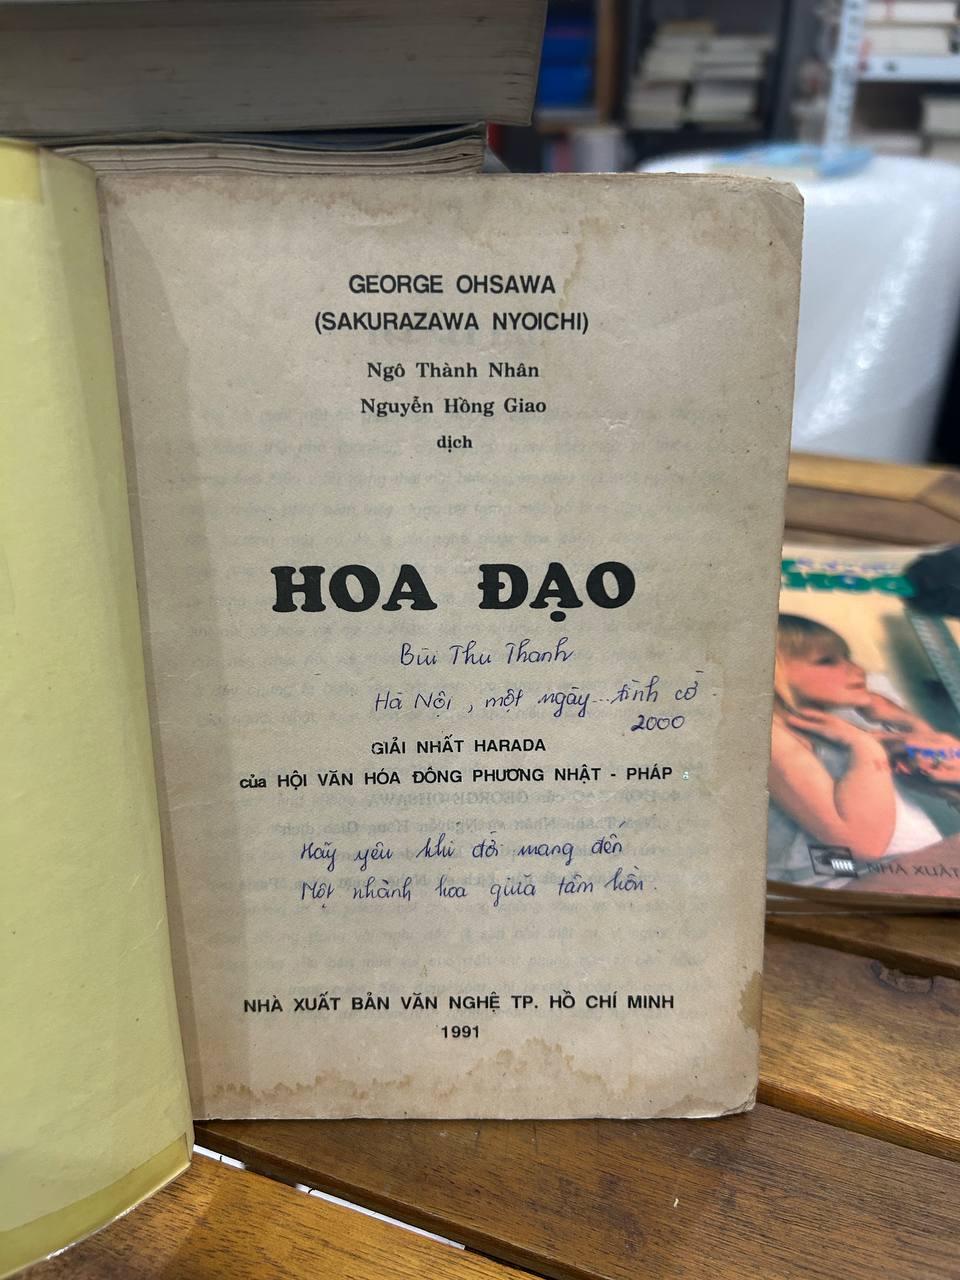 GEORGE OHSAWA
(SAKURAZAWA NYOICHI)
Ngô Thành Nhân
Nguyễn Hồng Giao
dịch
HOA ĐẠO
Bùi Thu Thanh
Hà Nội, một ngày... tình cờ.
2000
GIẢI NHẤT HARADA
của HỘI VĂN HÓA ĐÔNG PHƯƠNG NHẬT - PHÁP
Hãy yêu khi đời mang đến
Một nhành hoa giữa tâm hồn.
NHÀ XUẤT BẢN VĂN NGHỆ TP. HỒ CHÍ MINH
1991
NHÀ XUẤT